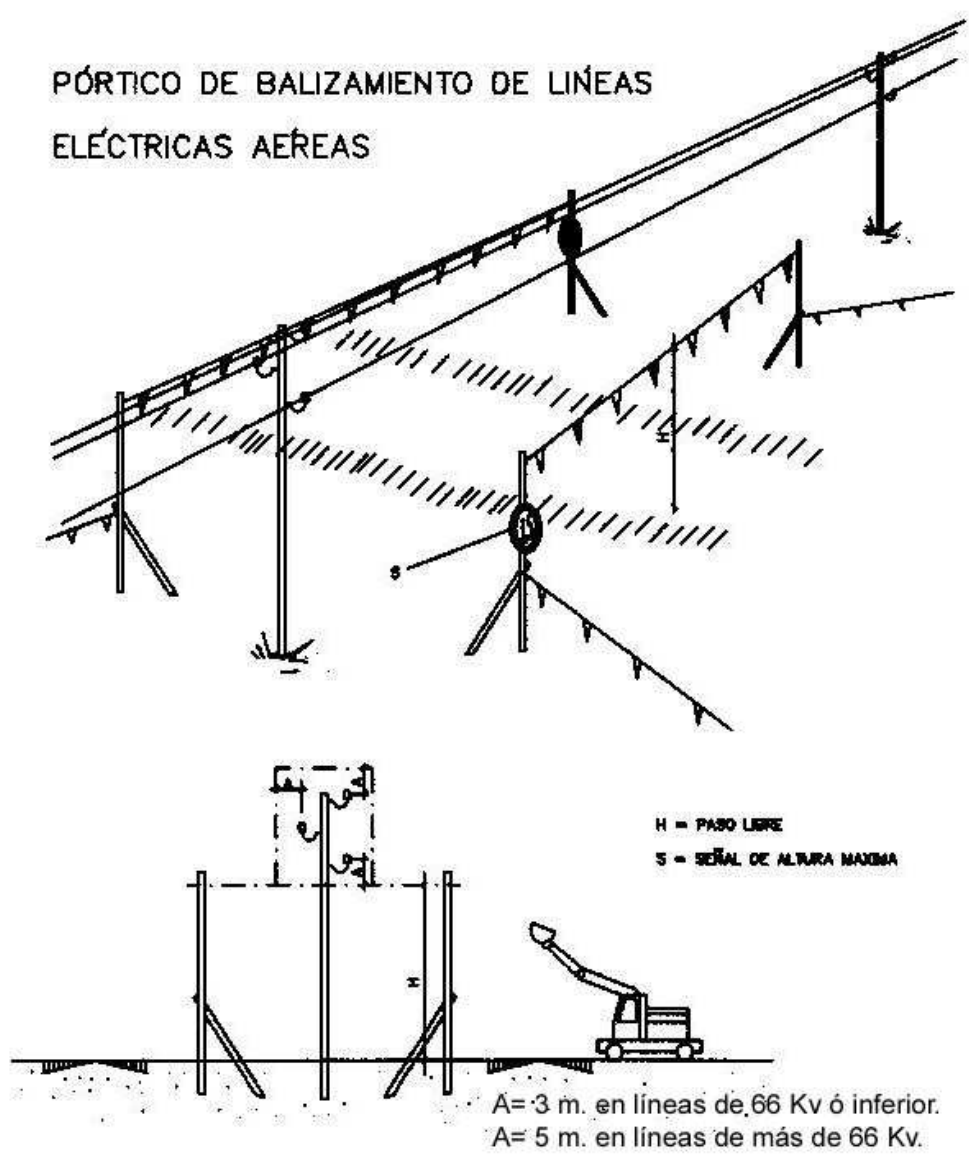 PÓRTICO DE BALIZAMIENTO DE LÍNEAS
ELÉCTRICAS AÉREAS
H
S
A
A
A
H
H = PASO LIBRE
S = SEÑAL DE ALTURA MAXIMA
A= 3 m. en líneas de 66 Kv ó inferior.
A= 5 m. en líneas de más de 66 Kv.